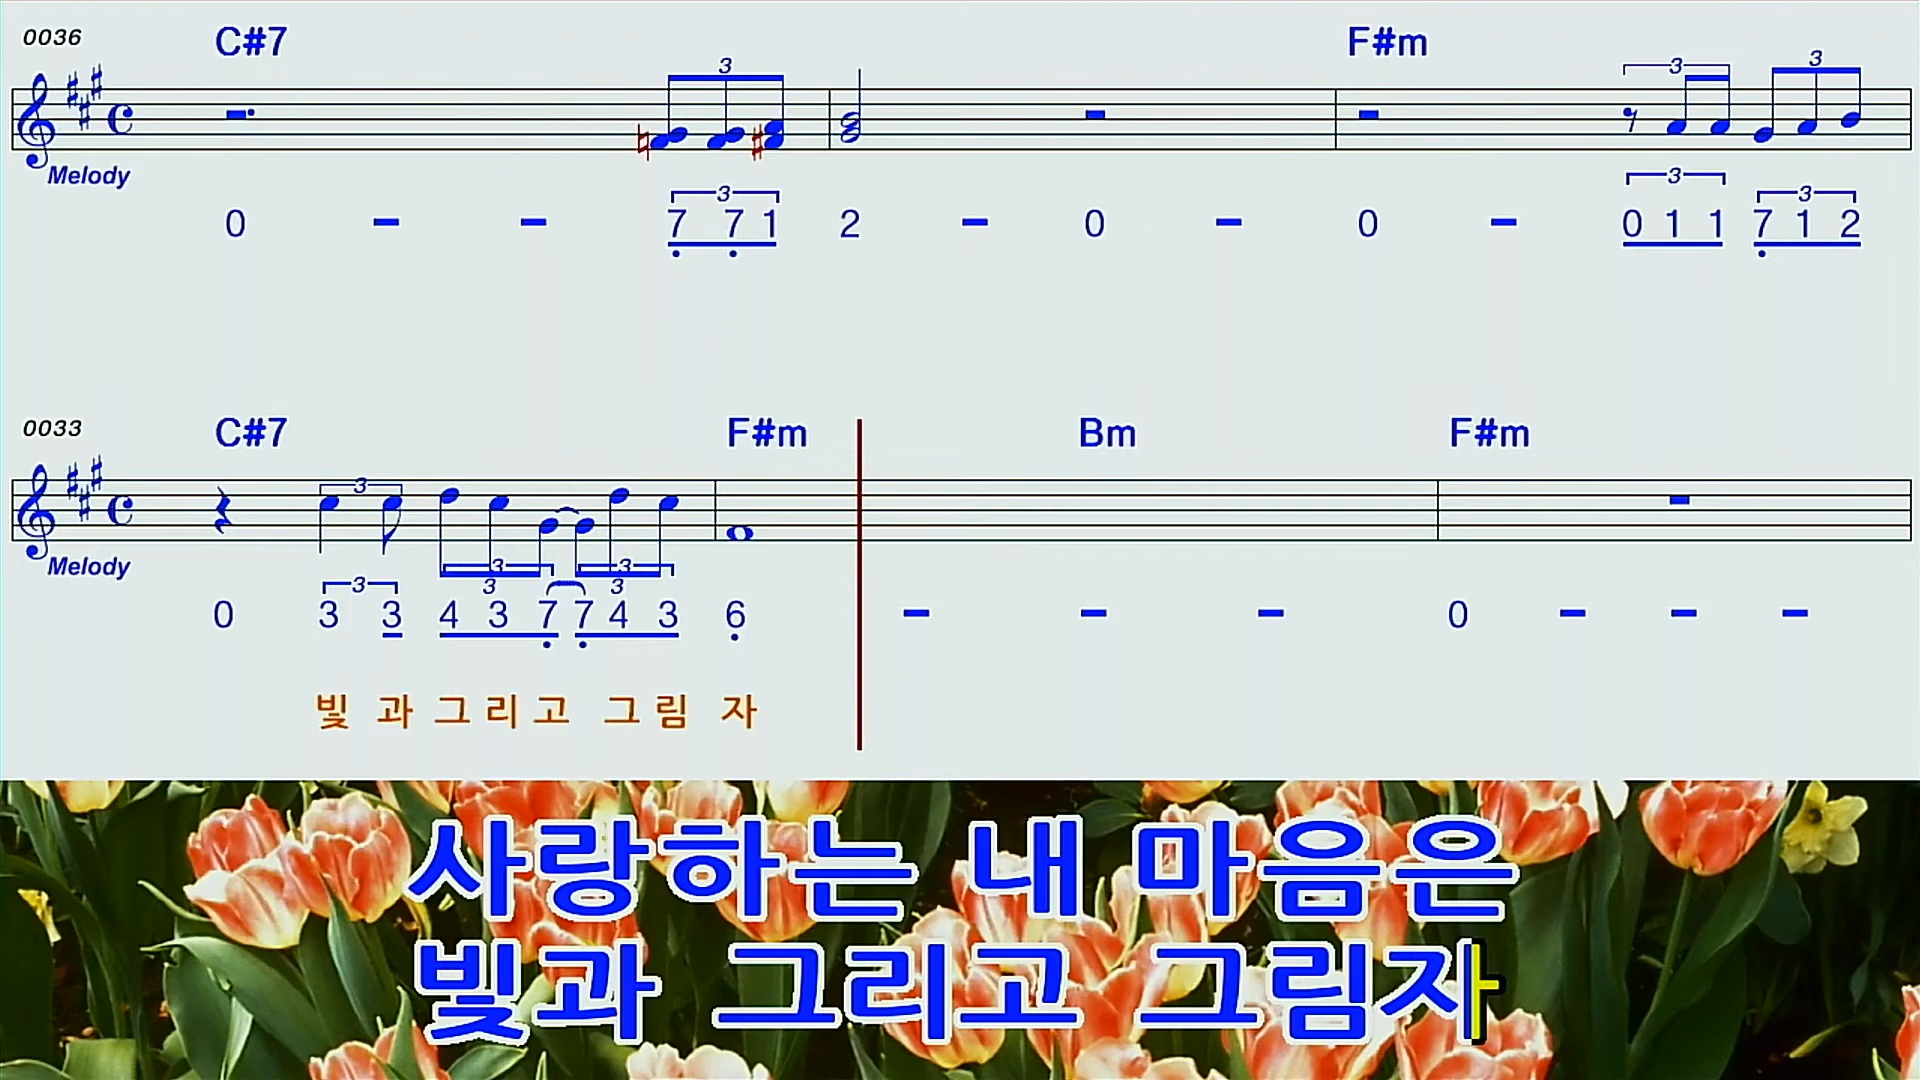 0036 C#7 F#m
3 3 3
Melody
3 3 3
0 - - 7 7 1 2 - 0 - 0 - 0 1 1 7 1 2
0033 C#7 F#m Bm F#m
3
Melody
3 3
3 3 3
0 3 3 4 3 7 7 4 3 6 - - - 0 - - -
빛 과 그 리 고 그 림 자
사랑하는 내 마음은
빛과 그리고 그림자